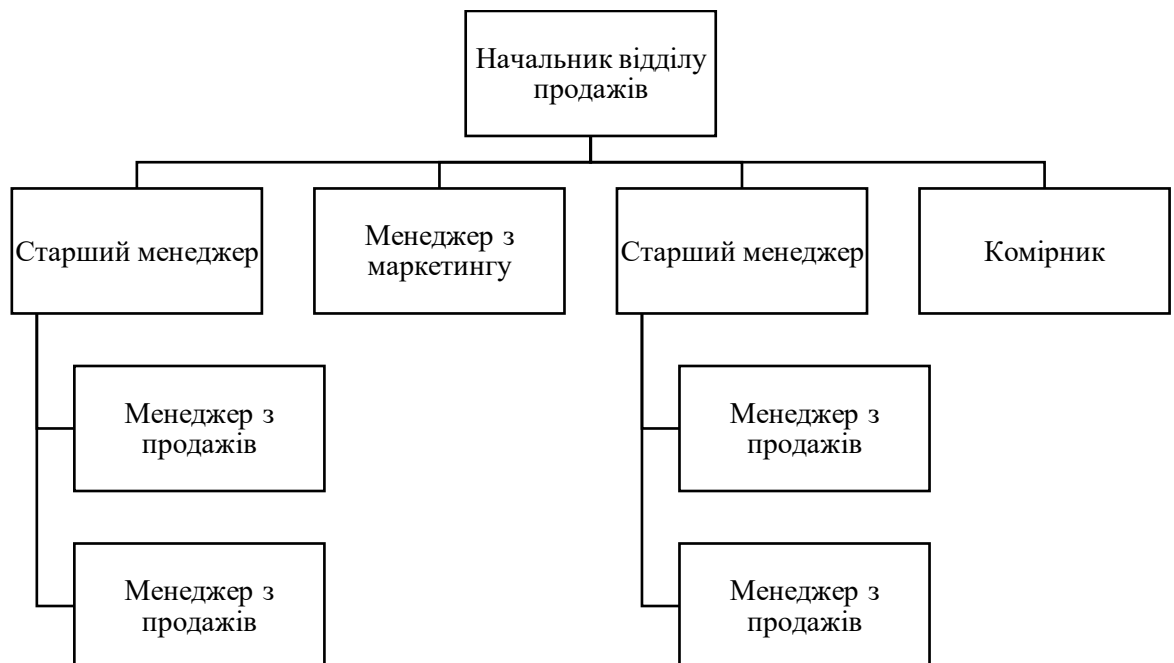 Начальник відділу
продажів
Старший менеджер
Менеджер з
маркетингу
Старший менеджер
Комірник
Менеджер з
продажів
Менеджер з
продажів
Менеджер з
продажів
Менеджер з
продажів